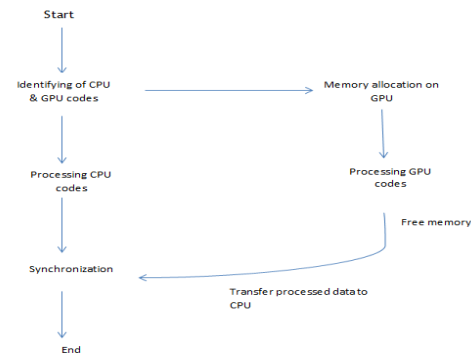 Start
Identifying of CPU
& GPU codes
Memory allocation on
GPU
Processing CPU
codes
Processing GPU
codes
Free memory
Synchronization
Transfer processed data to
CPU
End